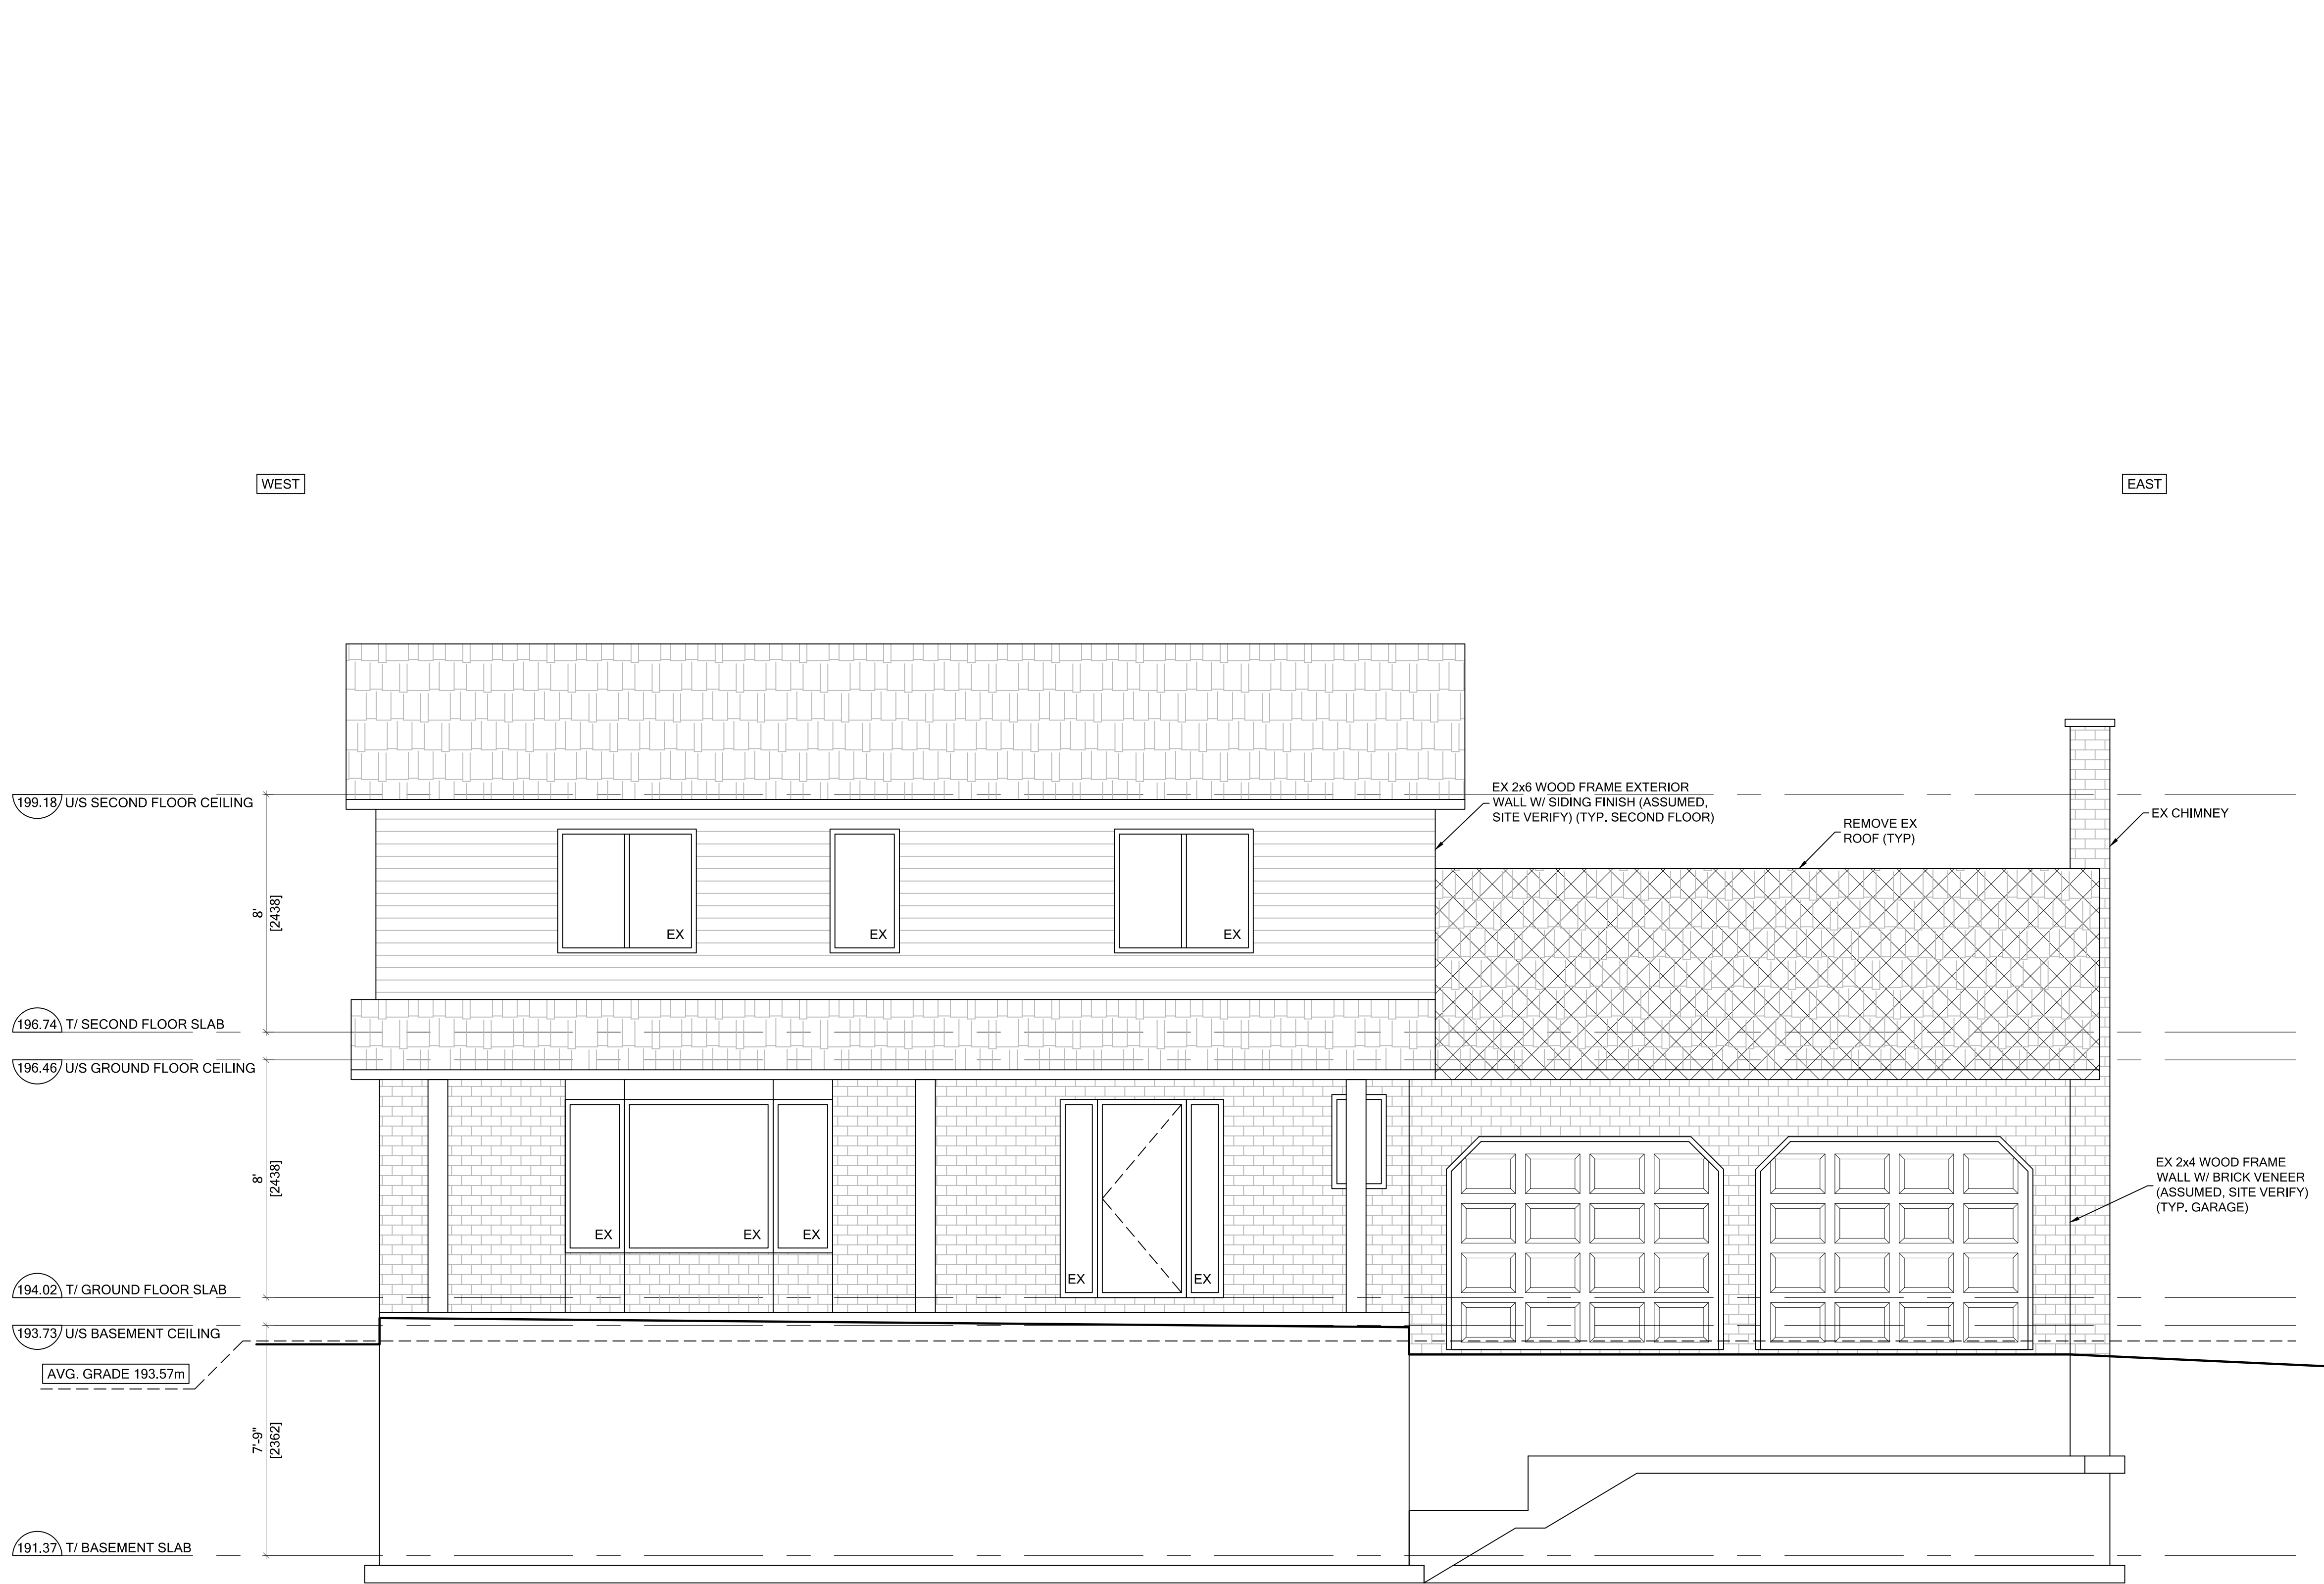 WEST
EAST
199.18 U/S SECOND FLOOR CEILING
EX 2x6 WOOD FRAME EXTERIOR
WALL W/ SIDING FINISH (ASSUMED,
SITE VERIFY) (TYP. SECOND FLOOR)
REMOVE EX
ROOF (TYP)
EX CHIMNEY
8'
[2438]
EX
EX
EX
196.74 T/ SECOND FLOOR SLAB
196.46 U/S GROUND FLOOR CEILING
8'
[2438]
EX 2x4 WOOD FRAME
WALL W/ BRICK VENEER
(ASSUMED, SITE VERIFY)
(TYP. GARAGE)
EX
EX
EX
EX
EX
194.02 T/ GROUND FLOOR SLAB
193.73 U/S BASEMENT CEILING
AVG. GRADE 193.57m
7'-9"
[2362]
191.37 T/ BASEMENT SLAB